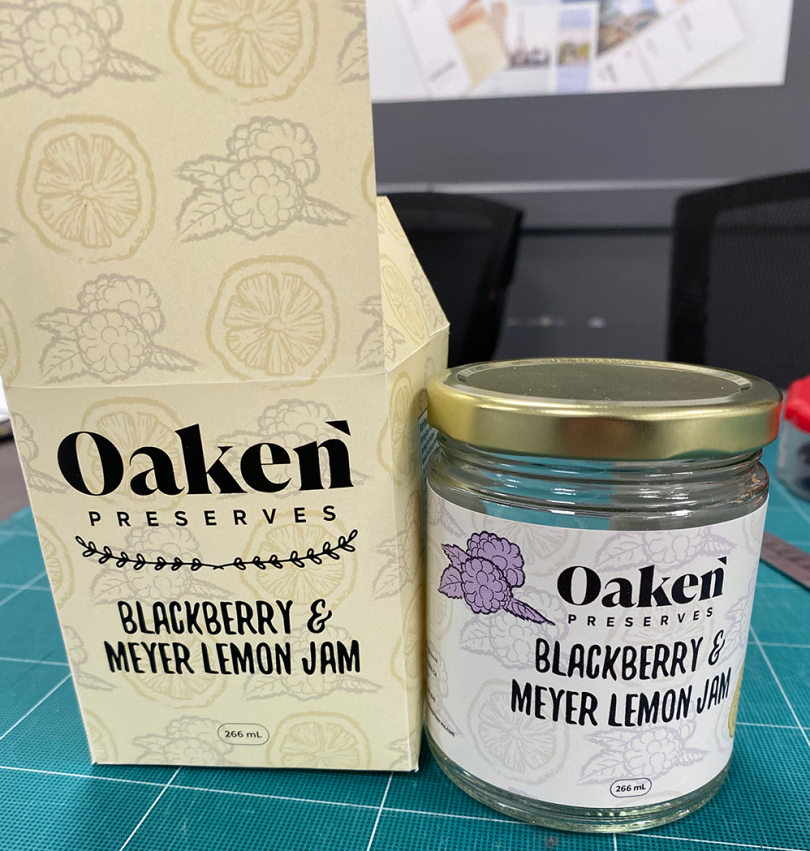 Oaken
PRESERVES
BLACKBERRY &
MEYER LEMON JAM
266 mL
Oaken
PRESERVES
BLACKBERRY &
MEYER LEMON JAM
266 mL